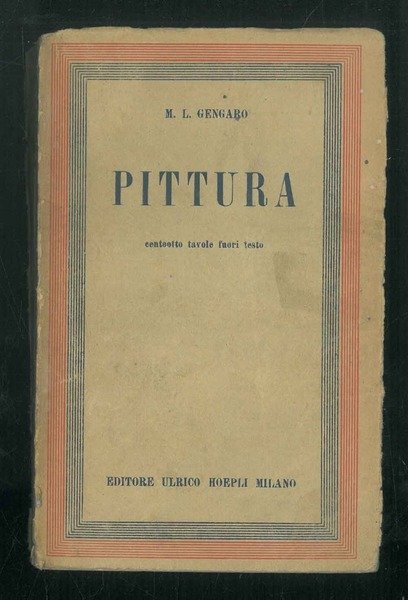 M. L. GENGARO
PITTURA
centootto tavole fuori testo
EDITORE ULRICO HOEPLI MILANO